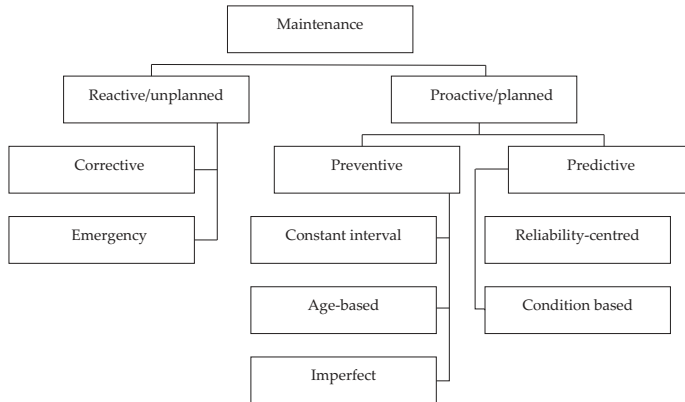 Maintenance
Reactive/unplanned
Proactive/planned
Corrective
Preventive
Predictive
Emergency
Constant interval
Reliability-centred
Age-based
Condition based
Imperfect